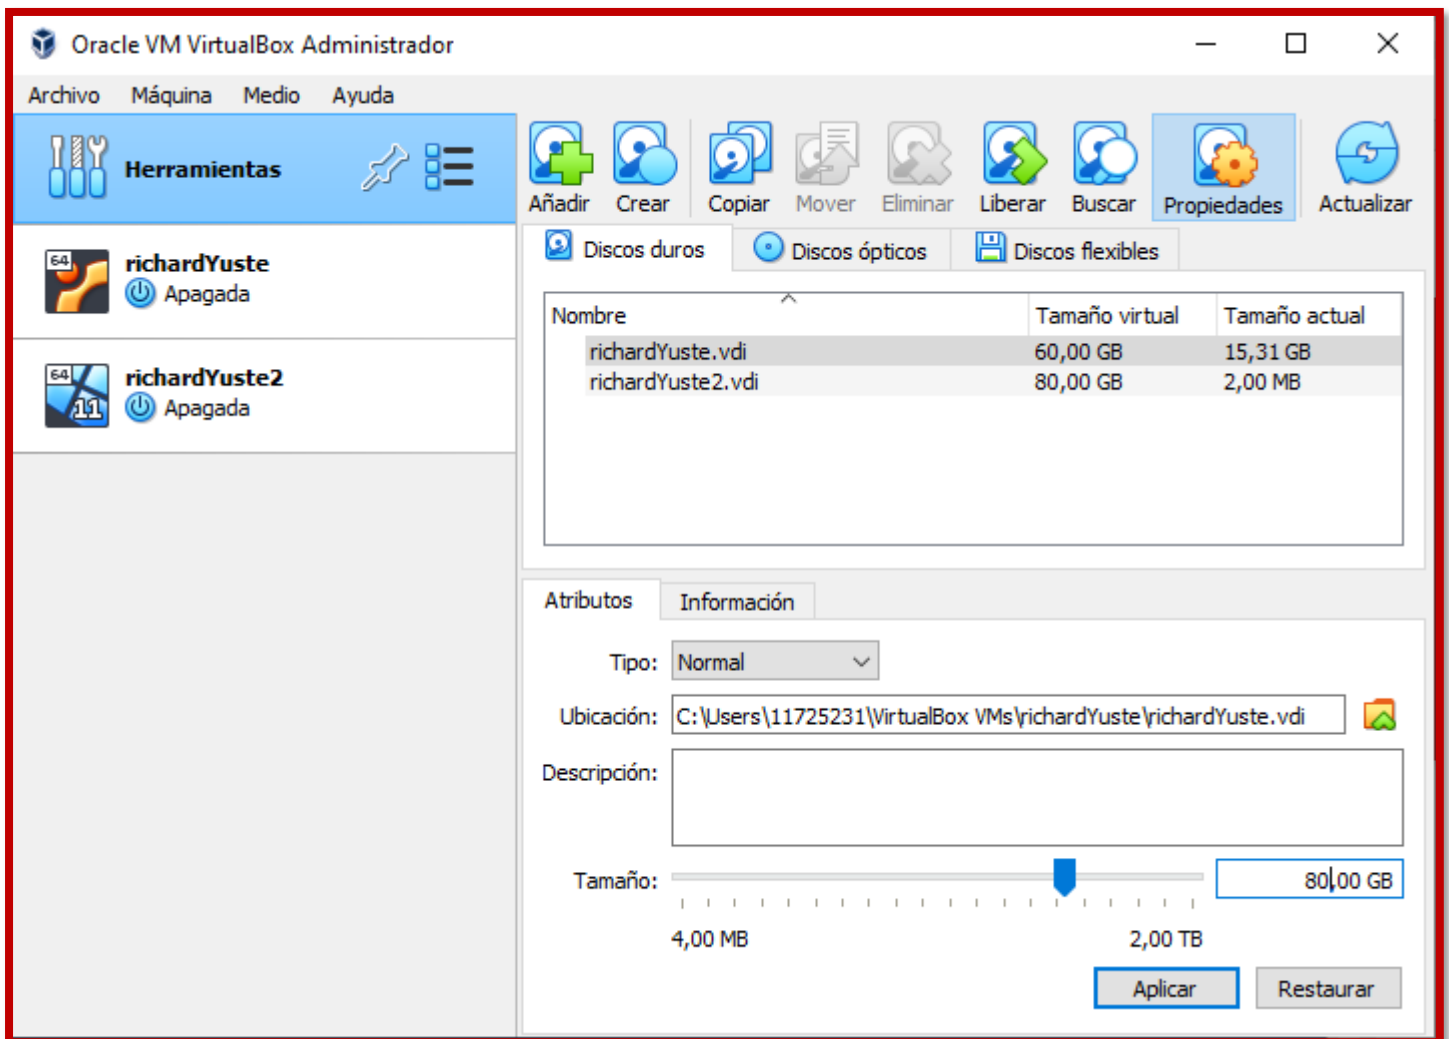 Oracle VM VirtualBox Administrador
Archivo Máquina Medio Ayuda
Herramientas
64
richardYuste
Apagada
64
11
richardYuste2
Apagada
Añadir Crear Copiar Mover Eliminar Liberar Buscar Propiedades Actualizar
Discos duros Discos ópticos Discos flexibles
Nombre Tamaño virtual Tamaño actual
richardYuste.vdi 60,00 GB 15,31 GB
richardYuste2.vdi 80,00 GB 2,00 MB
Atributos Información
Tipo: Normal
Ubicación: C:\Users\11725231\VirtualBox VMs\richardYuste\richardYuste.vdi
Descripción:
Tamaño: 80,00 GB
4,00 MB 2,00 TB
Aplicar Restaurar